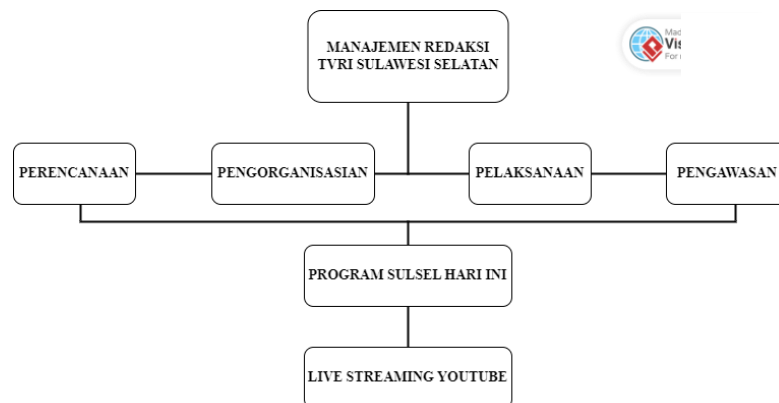 MANAJEMEN REDAKSI
TVRI SULAWESI SELATAN
PERENCANAAN
PENGORGANISASIAN
PELAKSANAAN
PENGAWASAN
PROGRAM SULSEL HARI INI
LIVE STREAMING YOUTUBE